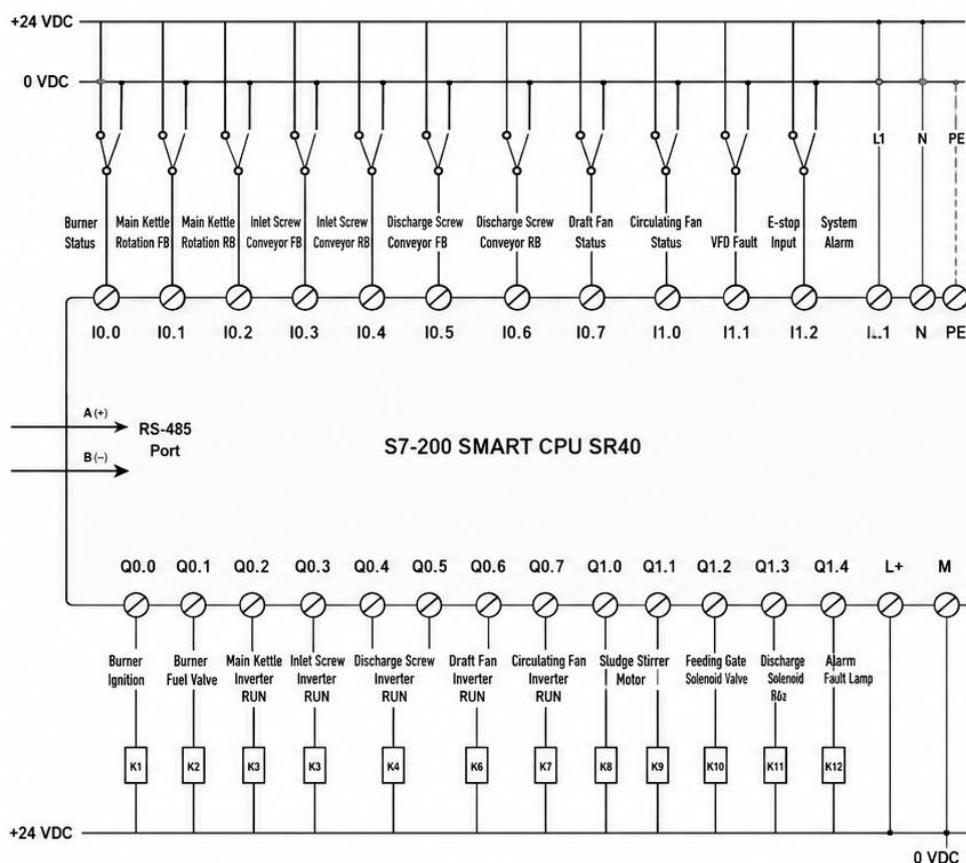 +24 VDC
0 VDC
L1 N PE
Burner Status
Main Kettle Rotation FB
Main Kettle Rotation RB
Inlet Screw Conveyor FB
Inlet Screw Conveyor RB
Discharge Screw Conveyor FB
Discharge Screw Conveyor RB
Draft Fan Status
Circulating Fan Status
VFD Fault
E-stop Input
System Alarm
I0.0 I0.1 I0.2 I0.3 I0.4 I0.5 I0.6 I0.7 I1.0 I1.1 I1.2 IL.1 N PE
A (+)
RS-485
Port
B (−)
S7-200 SMART CPU SR40
Q0.0 Q0.1 Q0.2 Q0.3 Q0.4 Q0.5 Q0.6 Q0.7 Q1.0 Q1.1 Q1.2 Q1.3 Q1.4 L+ M
Burner Ignition
Burner Fuel Valve
Main Kettle Inverter RUN
Inlet Screw Inverter RUN
Discharge Screw Inverter RUN
Draft Fan Inverter RUN
Circulating Fan Inverter RUN
Sludge Stirrer Motor
Feeding Gate Solenoid Valve
Discharge Solenoid
Alarm Fault Lamp
K1 K2 K3 K3 K4 K6 K7 K8 K9 K10 K11 K12
+24 VDC
0 VDC